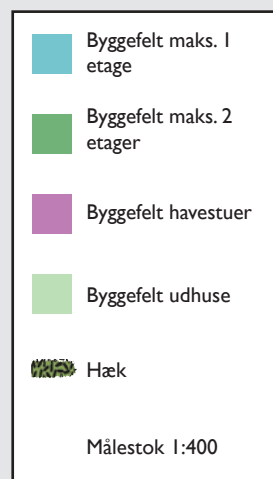 Byggefelt maks. 1
etage
Byggefelt maks. 2
etager
Byggefelt havestuer
Byggefelt udhuse
Hæk
Målestok 1:400